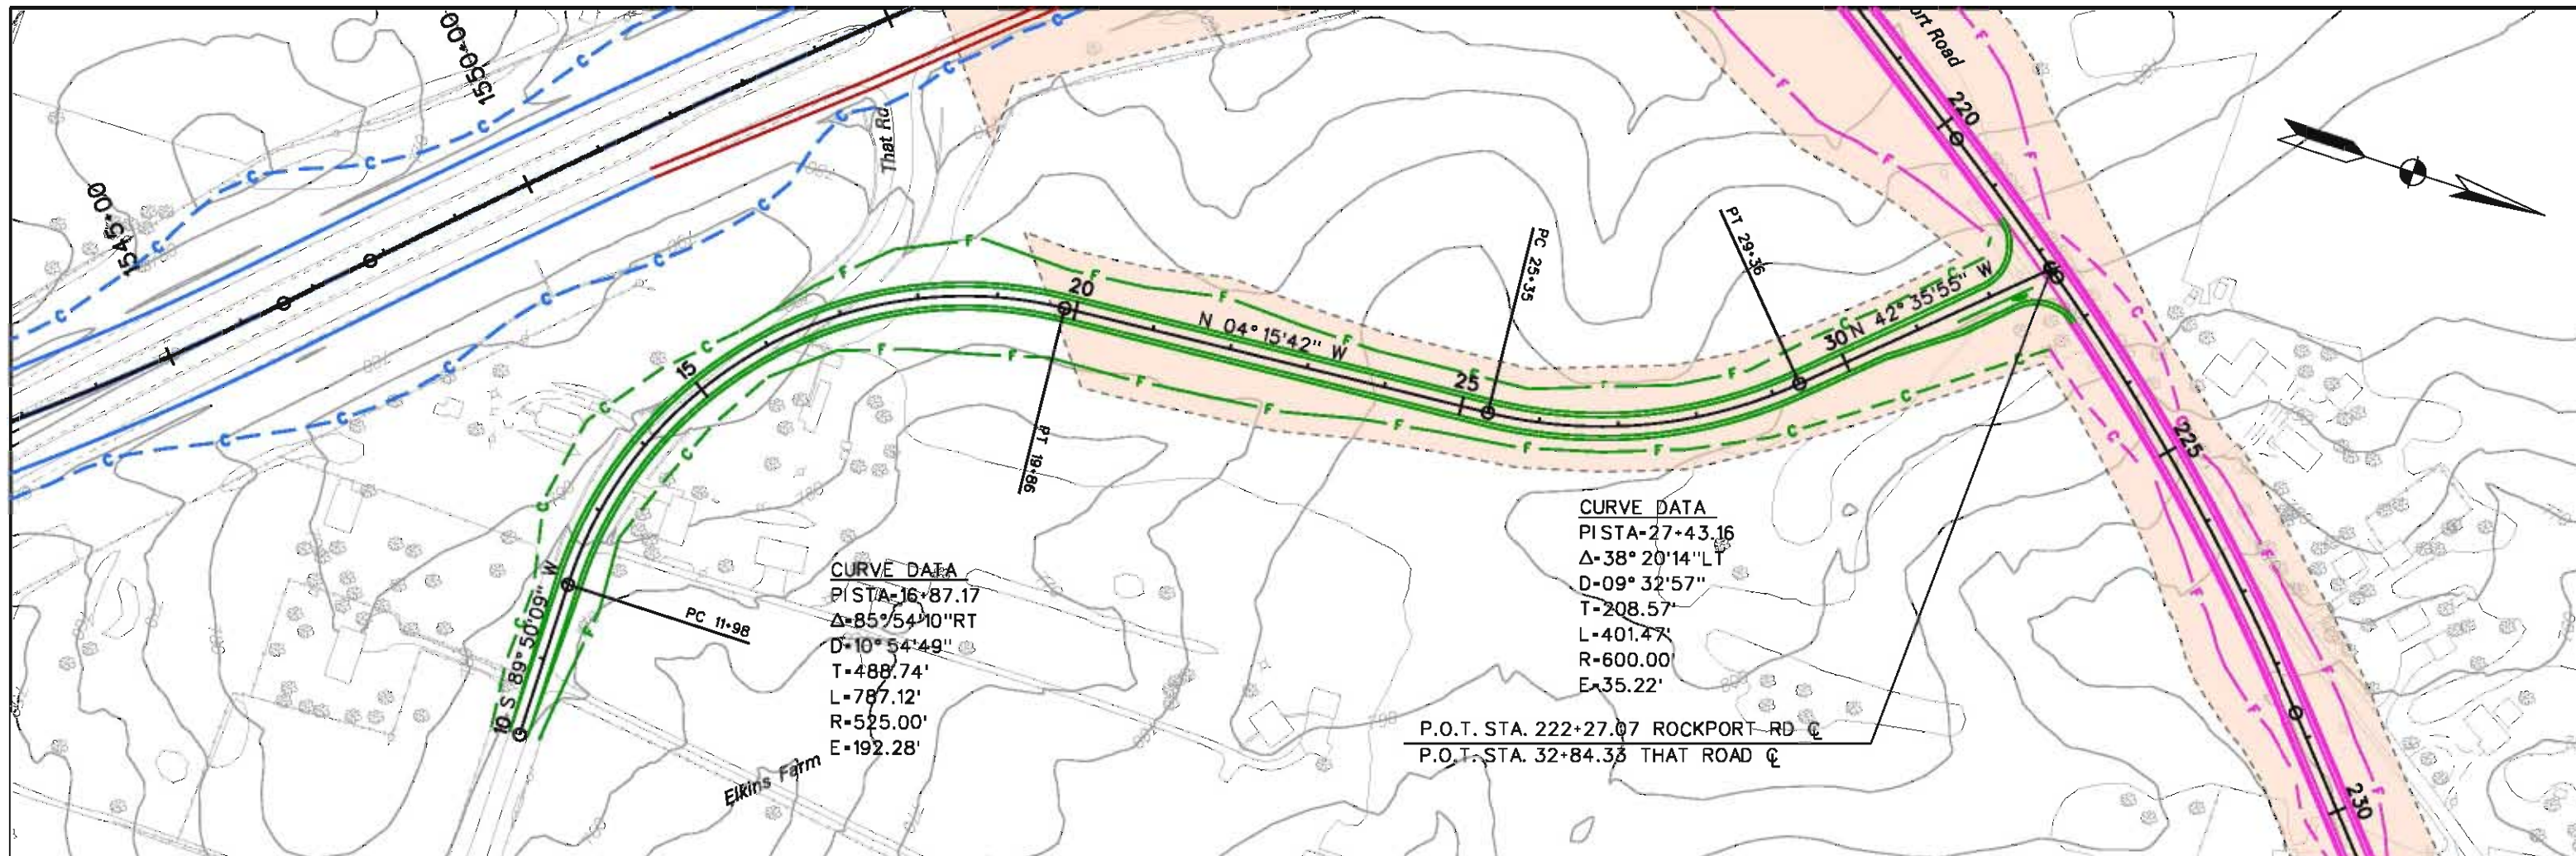 1550+00
1545+00
That Rd
ort Road
220
225
230
PT 29+36
PC 25+35
20
N 04° 15'42" W
25
30
N 42° 35'55" W
15
PT 19+86
PC 11+98
10
S 89° 50'09" W
Elkins Farm
CURVE DATA
PI STA=16+87.17
Δ=85°54'10"RT
D=10° 54'49"
T=488.74'
L=787.12'
R=525.00'
E=192.28'
CURVE DATA
PI STA=27+43.16
Δ=38° 20'14"LT
D=09° 32'57"
T=208.57'
L=401.47'
R=600.00'
E=35.22'
P.O.T. STA. 222+27.07 ROCKPORT RD ℄
P.O.T. STA. 32+84.33 THAT ROAD ℄